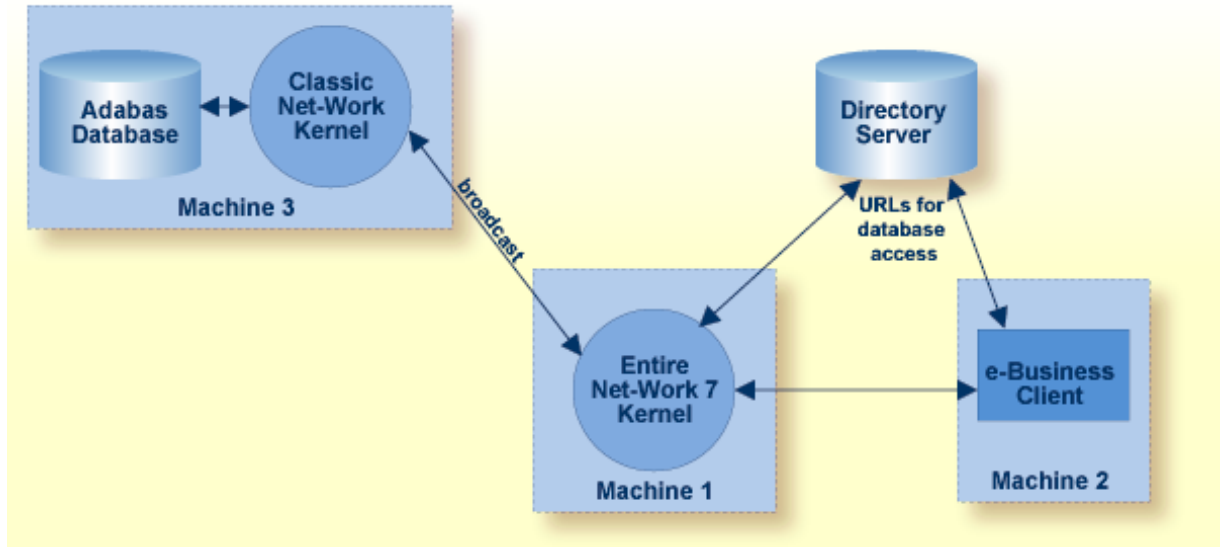 Adabas
Database
Classic
Net-Work
Kernel
Machine 3
broadcast
Directory
Server
URLs for
database
access
Entire
Net-Work 7
Kernel
Machine 1
e-Business
Client
Machine 2